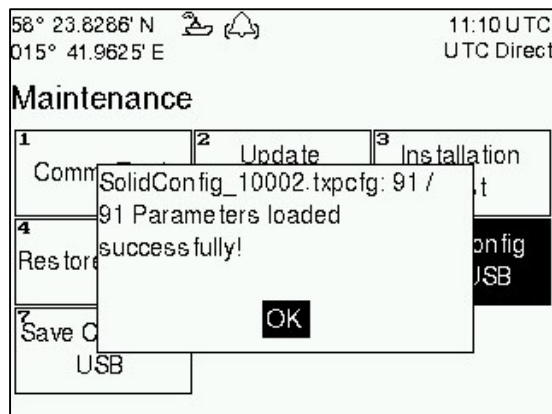 58° 23.8286' N
11:10 UTC
015° 41.9625' E
UTC Direct
Maintenance
1
2 Update
3 Installation
SolidConfig_10002.txpcfg: 91 /
91 Parameters loaded
successfully!
4
OK
7
USB